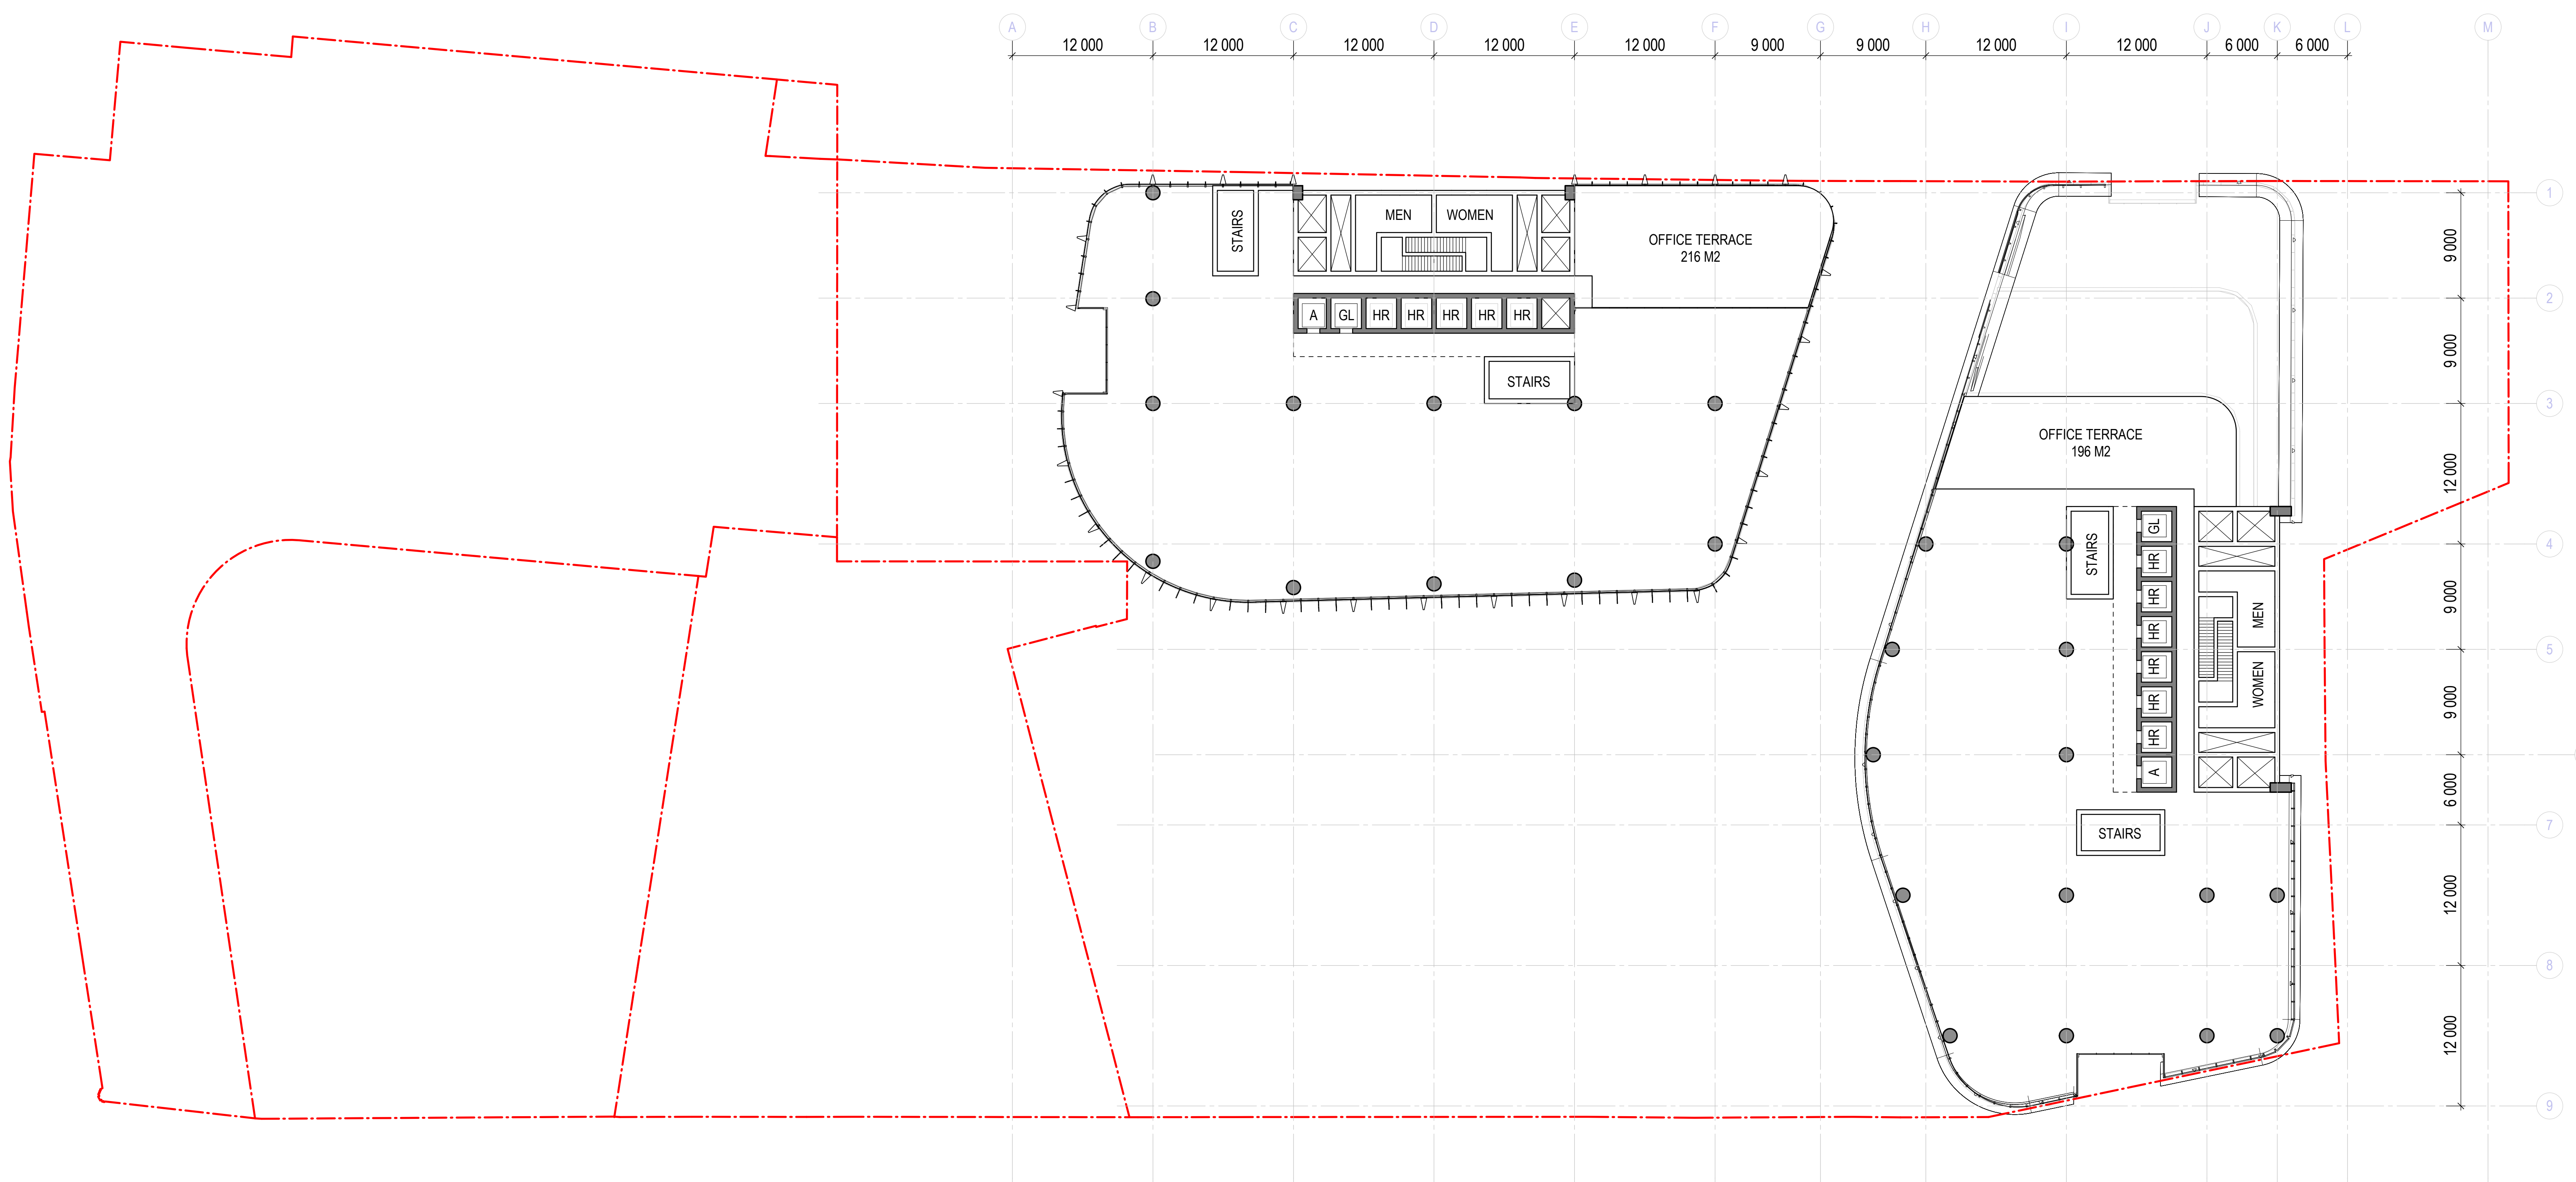 A B C D E F G H I J K L M
12 000 12 000 12 000 12 000 12 000 9 000 9 000 12 000 12 000 6 000 6 000
1
STAIRS
MEN WOMEN
OFFICE TERRACE
216 M2
9 000
2
A GL HR HR HR HR HR
9 000
STAIRS
3
OFFICE TERRACE
196 M2
12 000
4
STAIRS
GL
HR
HR
HR
HR
HR
HR
A
MEN
WOMEN
9 000
5
9 000
6 000
STAIRS
7
12 000
8
12 000
9